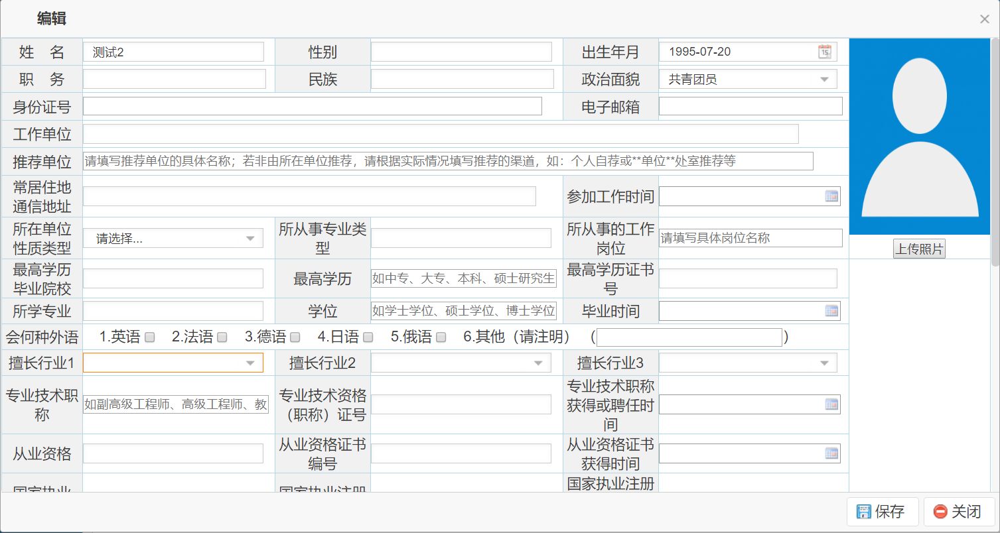 编辑
姓 名 测试2 性别 出生年月 1995-07-20
职 务 民族 政治面貌 共青团员
身份证号 电子邮箱
工作单位
推荐单位 请填写推荐单位的具体名称；若非由所在单位推荐，请根据实际情况填写推荐的渠道，如：个人自荐或**单位**处室推荐等
常居住地
通信地址
参加工作时间
所在单位
性质类型
请选择...
所从事专业类
型
所从事的工作
岗位
请填写具体岗位名称
上传照片
最高学历
毕业院校
最高学历 如中专、大专、本科、硕士研究生
最高学历证书
号
所学专业 学位 如学士学位、硕士学位、博士学位 毕业时间
会何种外语 1.英语 2.法语 3.德语 4.日语 5.俄语 6.其他（请注明） （ ）
擅长行业1 擅长行业2 擅长行业3
专业技术职
称
如副高级工程师、高级工程师、教
专业技术资格
（职称）证号
专业技术职称
获得或聘任时
间
从业资格
从业资格证书
编号
从业资格证书
获得时间
国家执业
国家执业注册
国家执业注册
保存 关闭